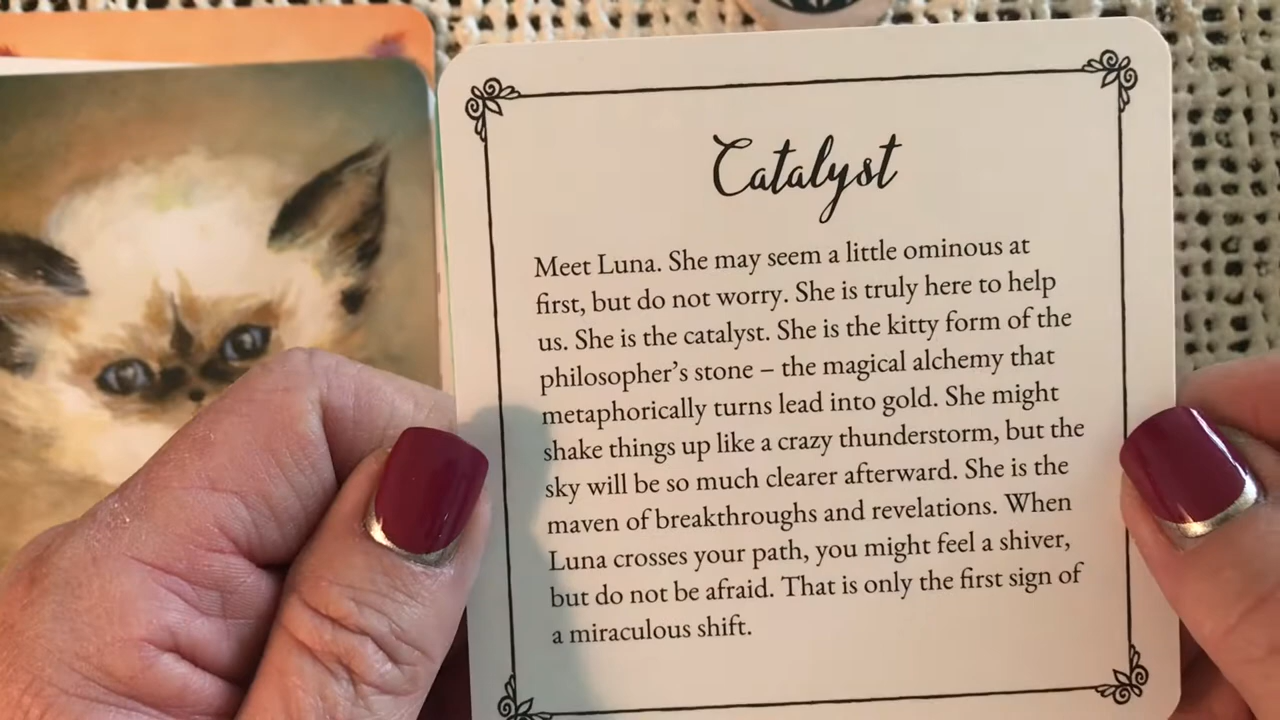 Catalyst
Meet Luna. She may seem a little ominous at
first, but do not worry. She is truly here to help
us. She is the catalyst. She is the kitty form of the
philosopher's stone – the magical alchemy that
metaphorically turns lead into gold. She might
shake things up like a crazy thunderstorm, but the
sky will be so much clearer afterward. She is the
maven of breakthroughs and revelations. When
Luna crosses your path, you might feel a shiver,
but do not be afraid. That is only the first sign of
a miraculous shift.